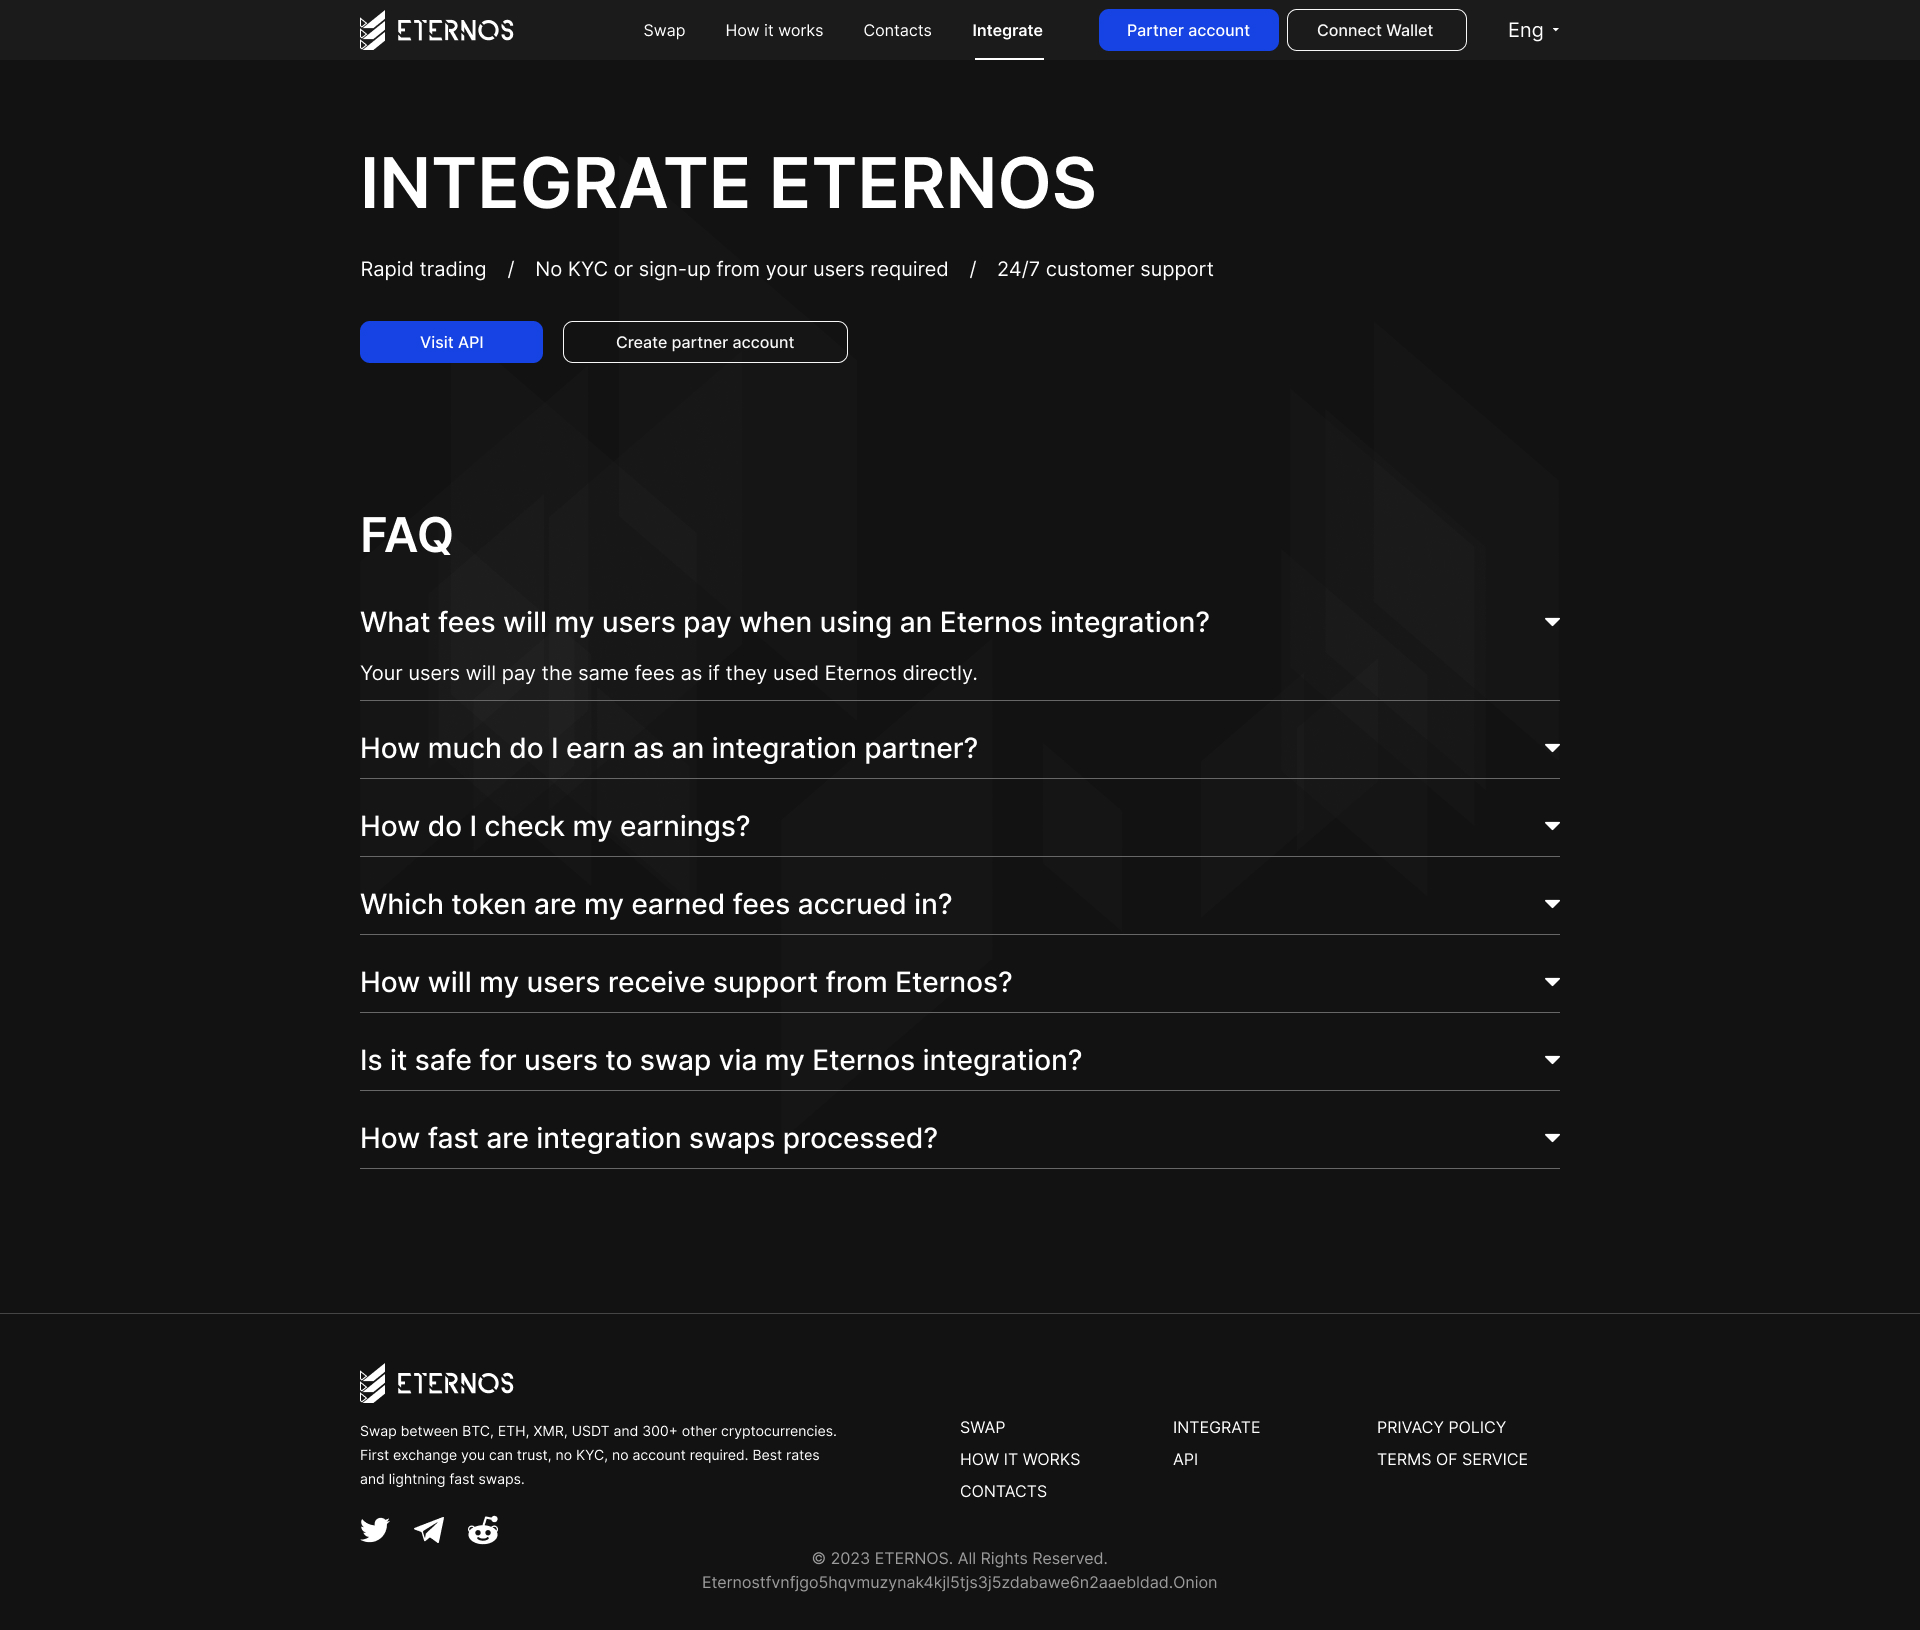 ETERNOS
Swap
How it works
Contacts
Integrate
Partner account
Connect Wallet
Eng
INTEGRATE ETERNOS
Rapid trading / No KYC or sign-up from your users required / 24/7 customer support
Visit API
Create partner account
FAQ
What fees will my users pay when using an Eternos integration?
Your users will pay the same fees as if they used Eternos directly.
How much do I earn as an integration partner?
How do I check my earnings?
Which token are my earned fees accrued in?
How will my users receive support from Eternos?
Is it safe for users to swap via my Eternos integration?
How fast are integration swaps processed?
ETERNOS
Swap between BTC, ETH, XMR, USDT and 300+ other cryptocurrencies.
First exchange you can trust, no KYC, no account required. Best rates
and lightning fast swaps.
SWAP
HOW IT WORKS
CONTACTS
INTEGRATE
API
PRIVACY POLICY
TERMS OF SERVICE
© 2023 ETERNOS. All Rights Reserved.
Eternostfvnfjgo5hqvmuzynak4kjl5tjs3j5zdabawe6n2aaebldad.Onion